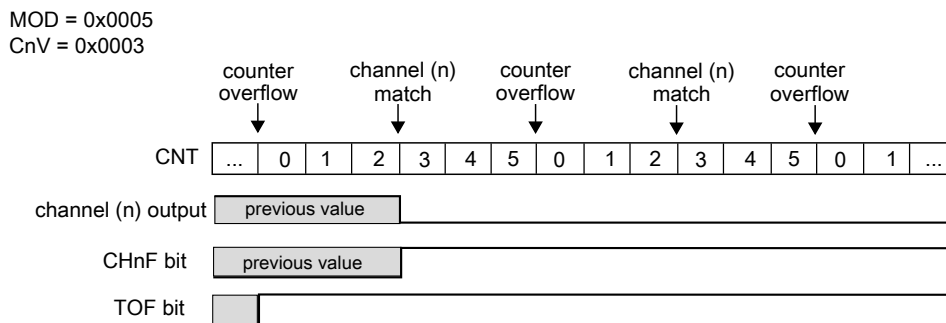 MOD = 0x0005
CnV = 0x0003
counter overflow
channel (n) match
counter overflow
channel (n) match
counter overflow
CNT ... 0 1 2 3 4 5 0 1 2 3 4 5 0 1 ...
channel (n) output previous value
CHnF bit previous value
TOF bit